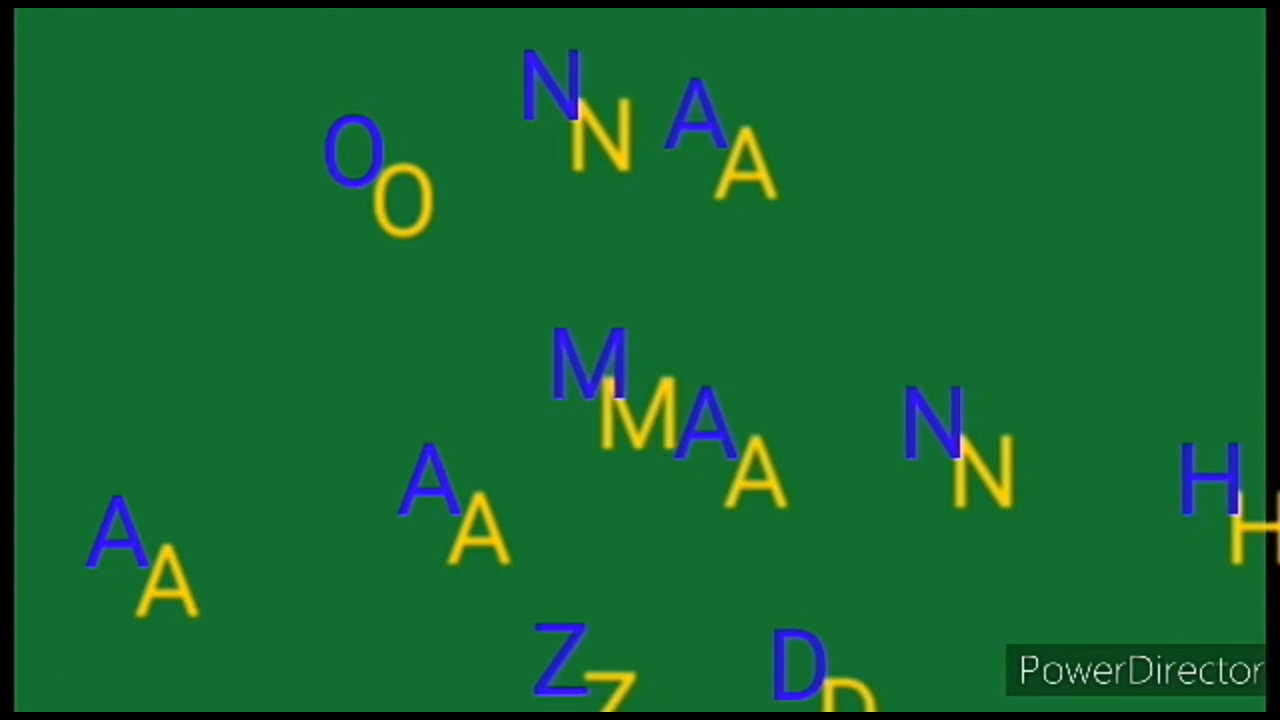 O N A
O N A
M A N H
A A M A N H
A A
Z D
Z D
PowerDirector